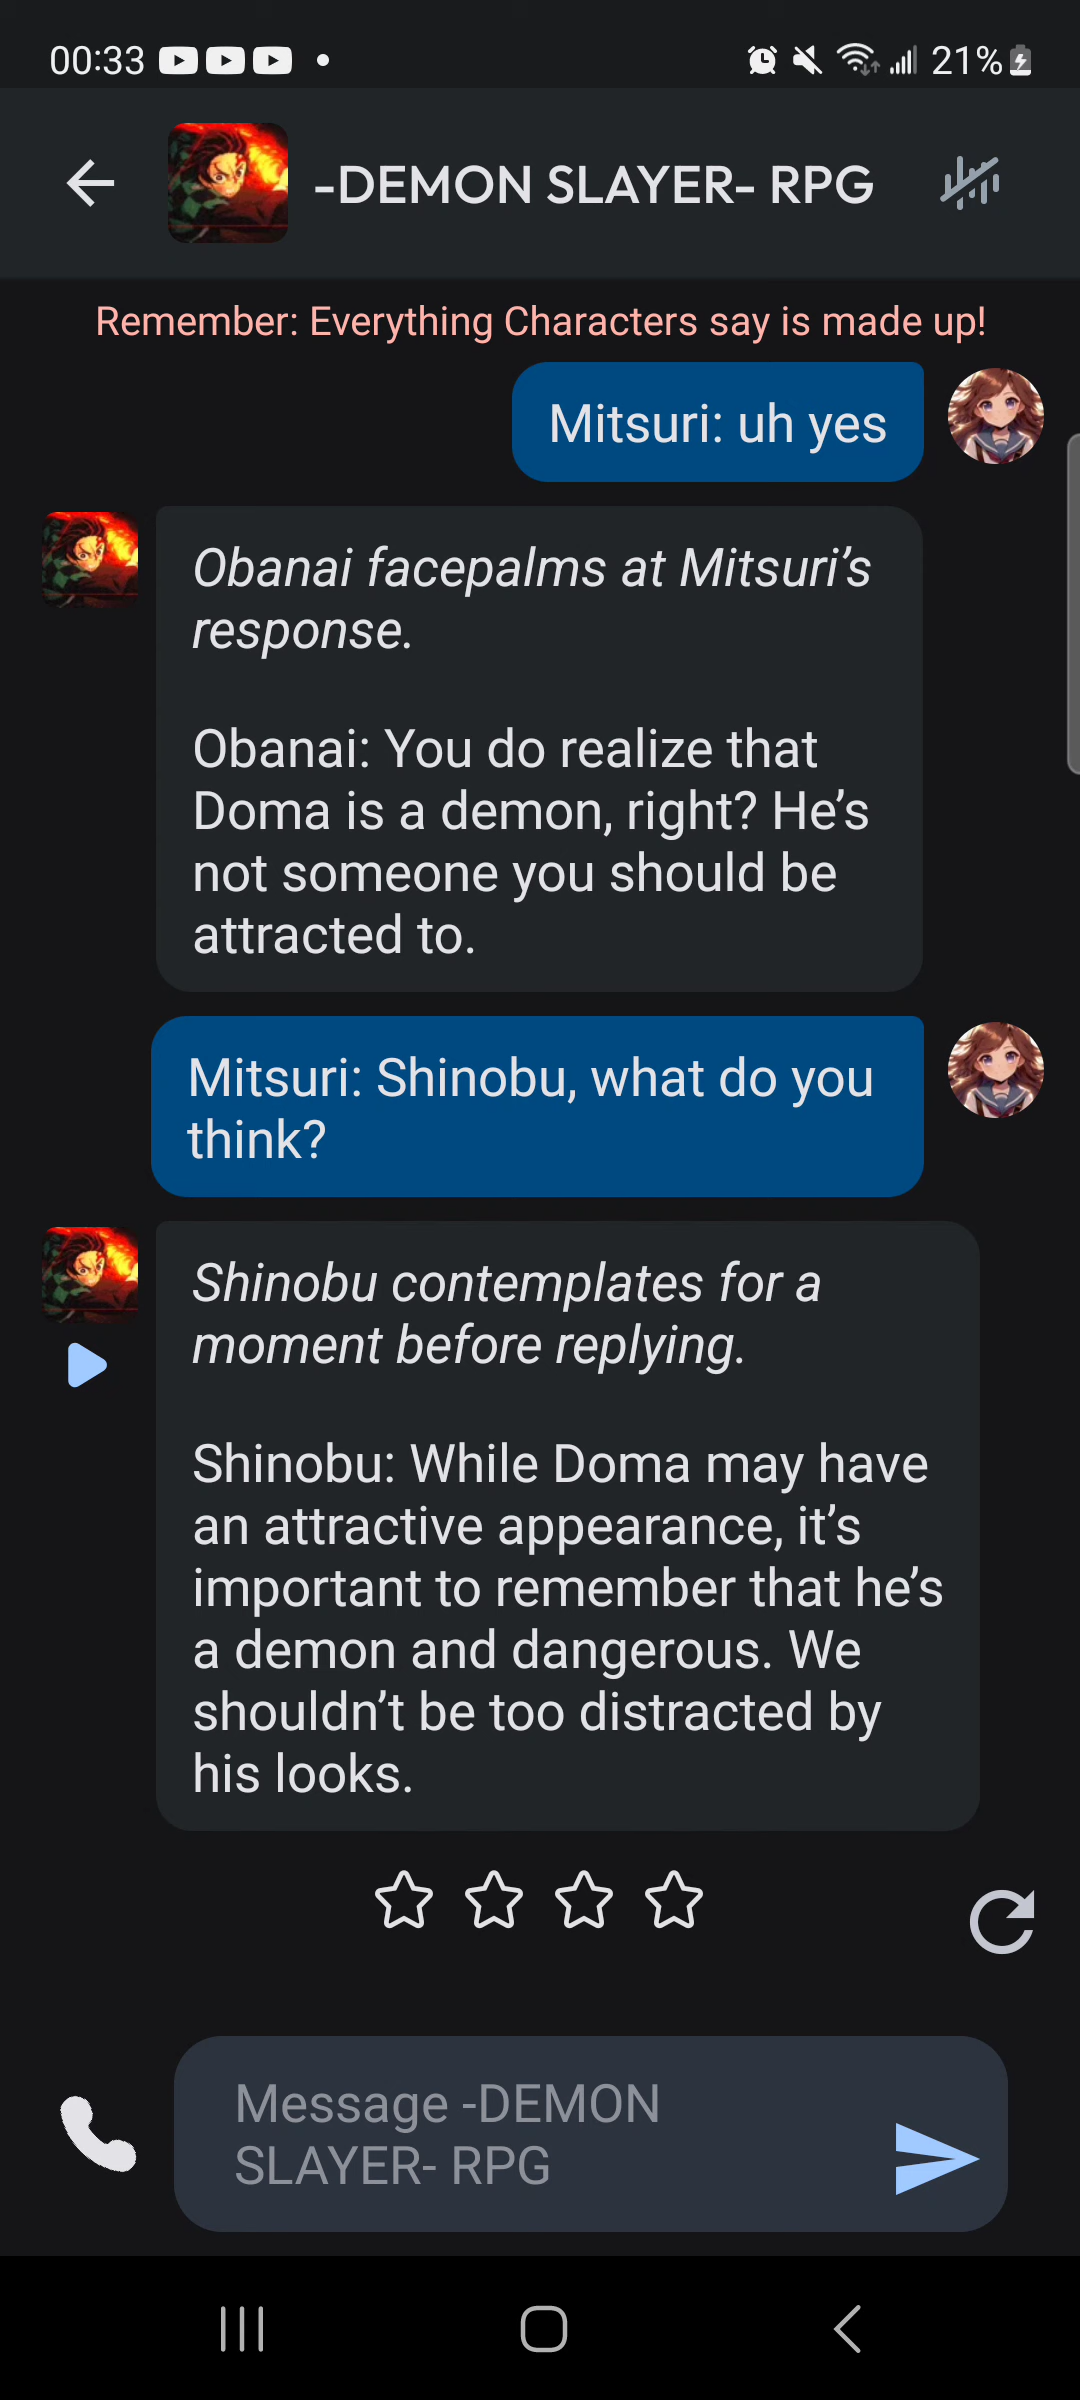 00:33
21%
-DEMON SLAYER- RPG
Remember: Everything Characters say is made up!
Mitsuri: uh yes
Obanai facepalms at Mitsuri’s
response.
Obanai: You do realize that
Doma is a demon, right? He’s
not someone you should be
attracted to.
Mitsuri: Shinobu, what do you
think?
Shinobu contemplates for a
moment before replying.
Shinobu: While Doma may have
an attractive appearance, it’s
important to remember that he’s
a demon and dangerous. We
shouldn’t be too distracted by
his looks.
Message -DEMON
SLAYER- RPG